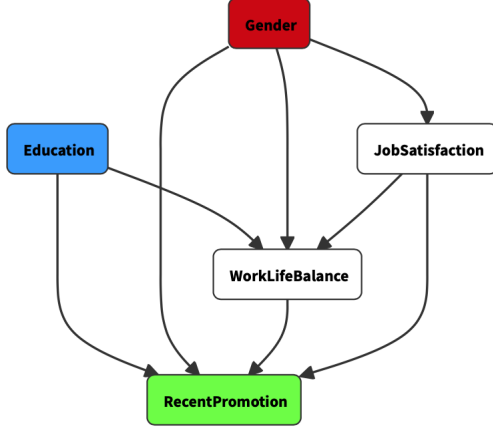 Gender
Education
JobSatisfaction
WorkLifeBalance
RecentPromotion